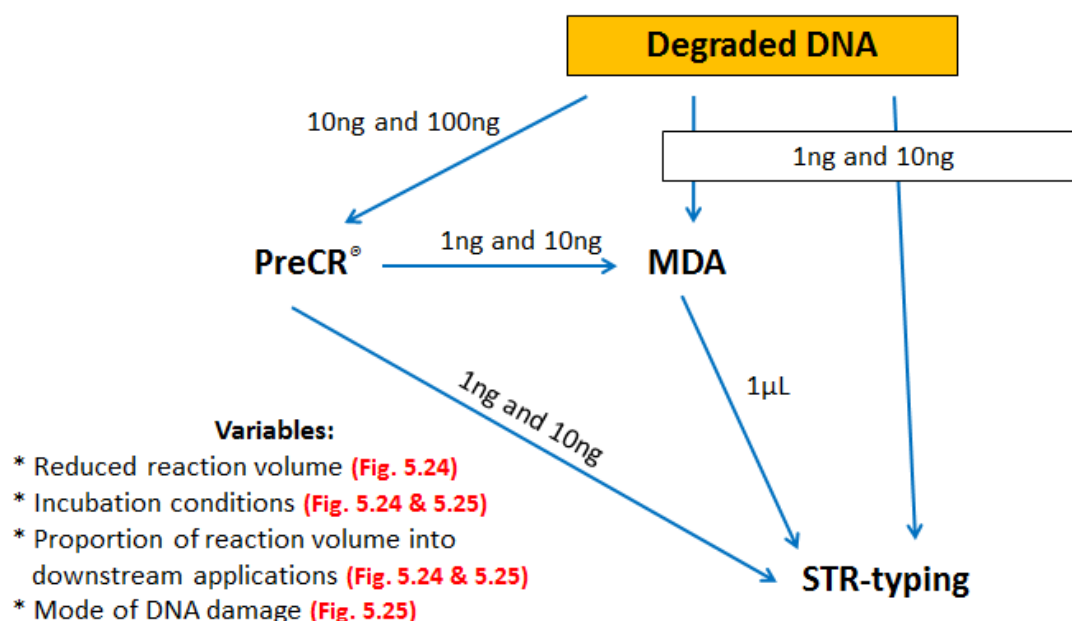 Degraded DNA
10ng and 100ng
1ng and 10ng
PreCR®
1ng and 10ng
MDA
1ng and 10ng
1µL
Variables:
* Reduced reaction volume (Fig. 5.24)
* Incubation conditions (Fig. 5.24 & 5.25)
* Proportion of reaction volume into
downstream applications (Fig. 5.24 & 5.25)
* Mode of DNA damage (Fig. 5.25)
STR-typing